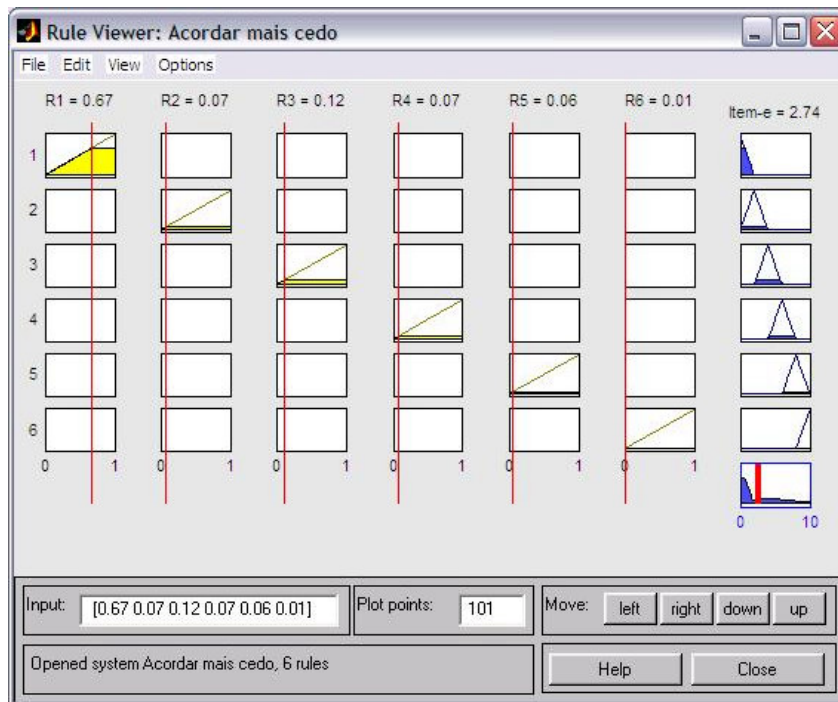 Rule Viewer: Acordar mais cedo
File Edit View Options
R1 = 0.67 R2 = 0.07 R3 = 0.12 R4 = 0.07 R5 = 0.06 R6 = 0.01
Item-e = 2.74
1
2
3
4
5
6
0 1 0 1 0 1 0 1 0 1 0 1
0 10
Input: [0.67 0.07 0.12 0.07 0.06 0.01] Plot points: 101 Move: left right down up
Opened system Acordar mais cedo, 6 rules Help Close